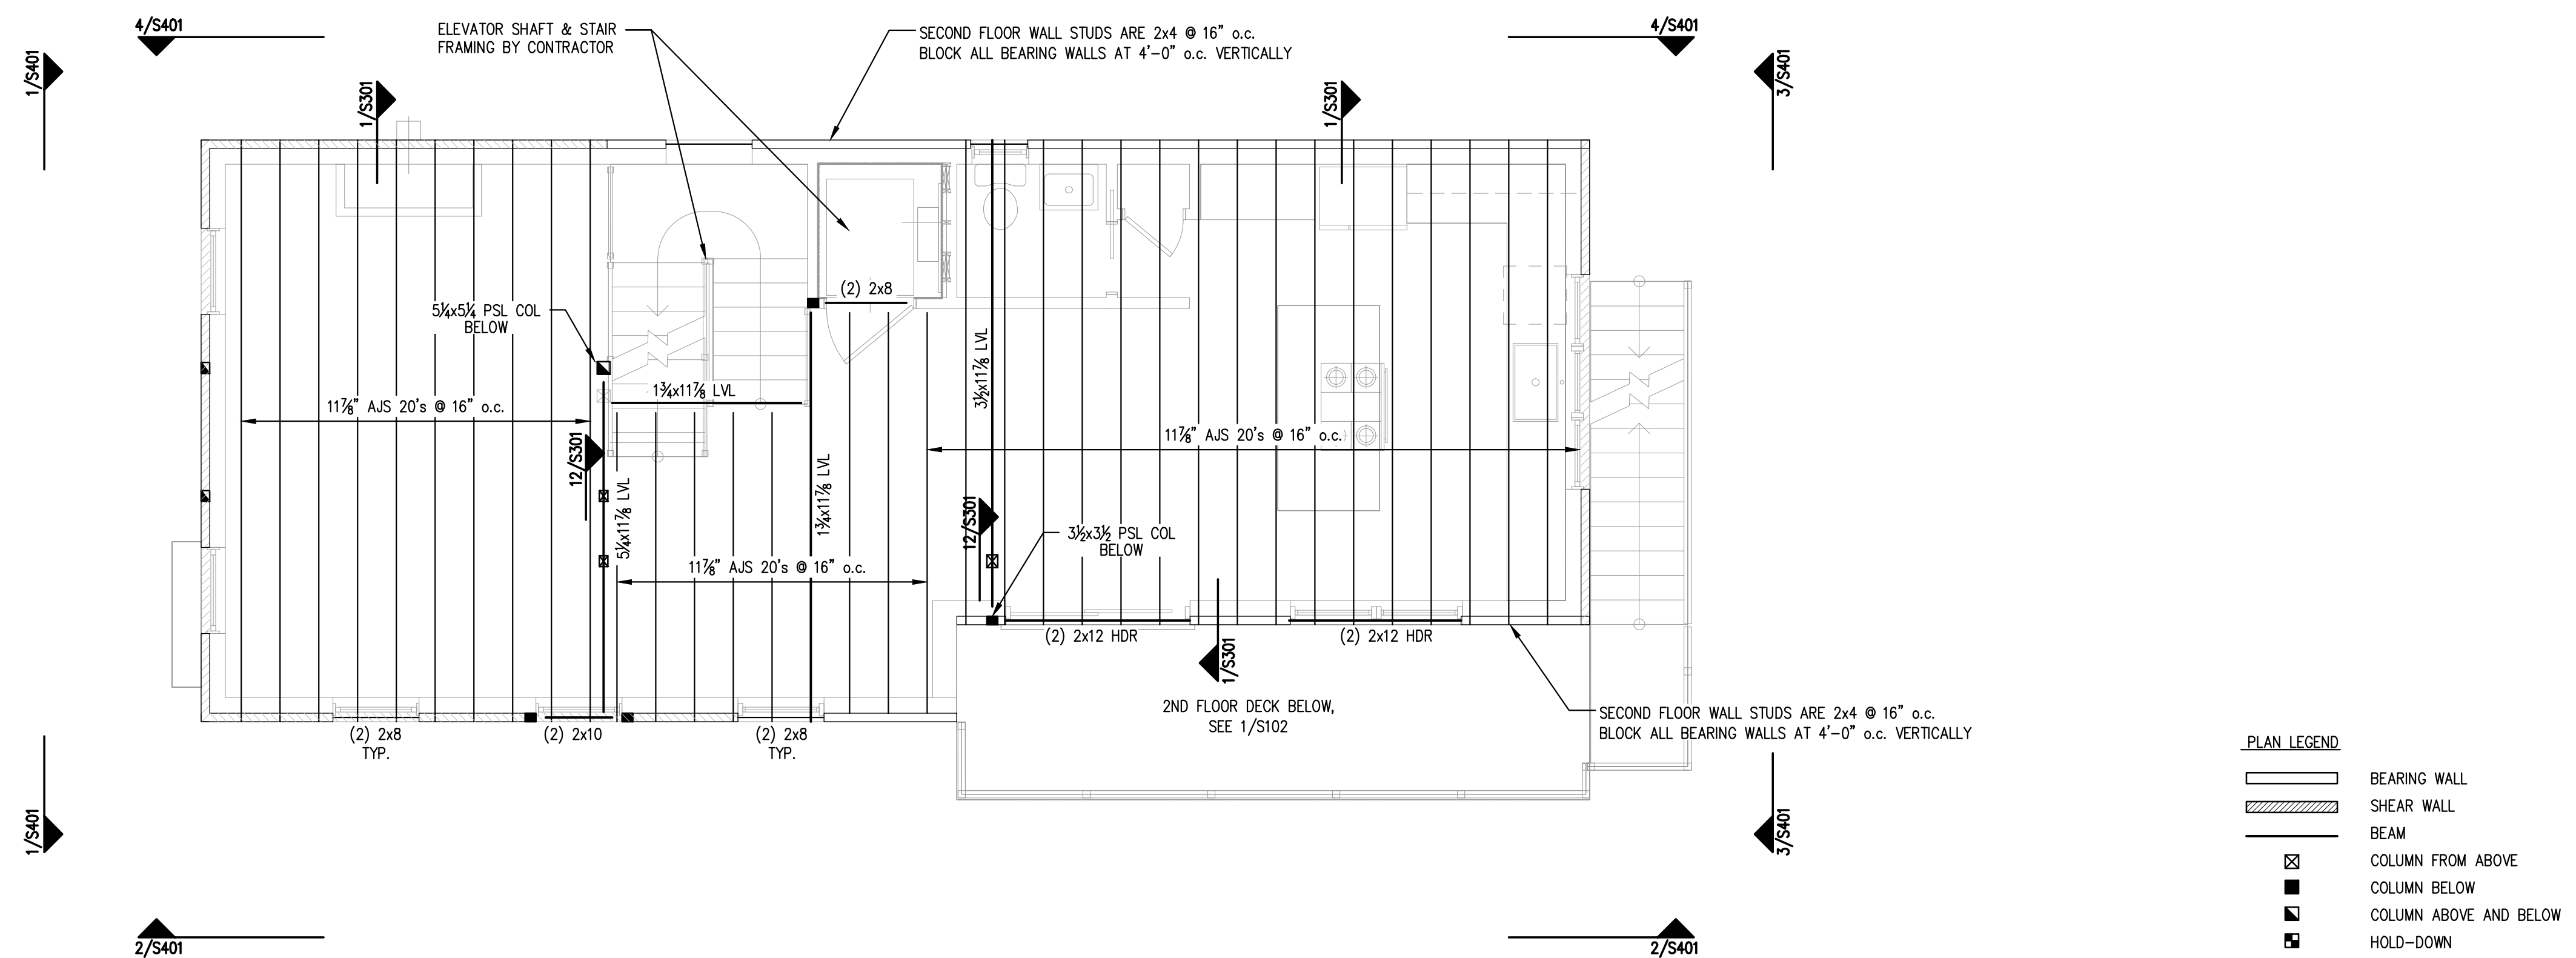 4/S401
4/S401
1/S401
3/S401
ELEVATOR SHAFT & STAIR
FRAMING BY CONTRACTOR
SECOND FLOOR WALL STUDS ARE 2x4 @ 16" o.c.
BLOCK ALL BEARING WALLS AT 4'-0" o.c. VERTICALLY
1/S301
1/S301
(2) 2x8
5¼x5¼ PSL COL
BELOW
1¾x11⅞ LVL
3½x11⅞ LVL
11⅞" AJS 20's @ 16" o.c.
11⅞" AJS 20's @ 16" o.c.
12/S301
5¼x11⅞ LVL
1¾x11⅞ LVL
12/S301
3½x3½ PSL COL
BELOW
11⅞" AJS 20's @ 16" o.c.
(2) 2x12 HDR
(2) 2x12 HDR
1/S301
2ND FLOOR DECK BELOW,
SEE 1/S102
SECOND FLOOR WALL STUDS ARE 2x4 @ 16" o.c.
BLOCK ALL BEARING WALLS AT 4'-0" o.c. VERTICALLY
(2) 2x8
TYP.
(2) 2x10
(2) 2x8
TYP.
PLAN LEGEND
BEARING WALL
SHEAR WALL
BEAM
COLUMN FROM ABOVE
COLUMN BELOW
COLUMN ABOVE AND BELOW
HOLD-DOWN
1/S401
3/S401
2/S401
2/S401